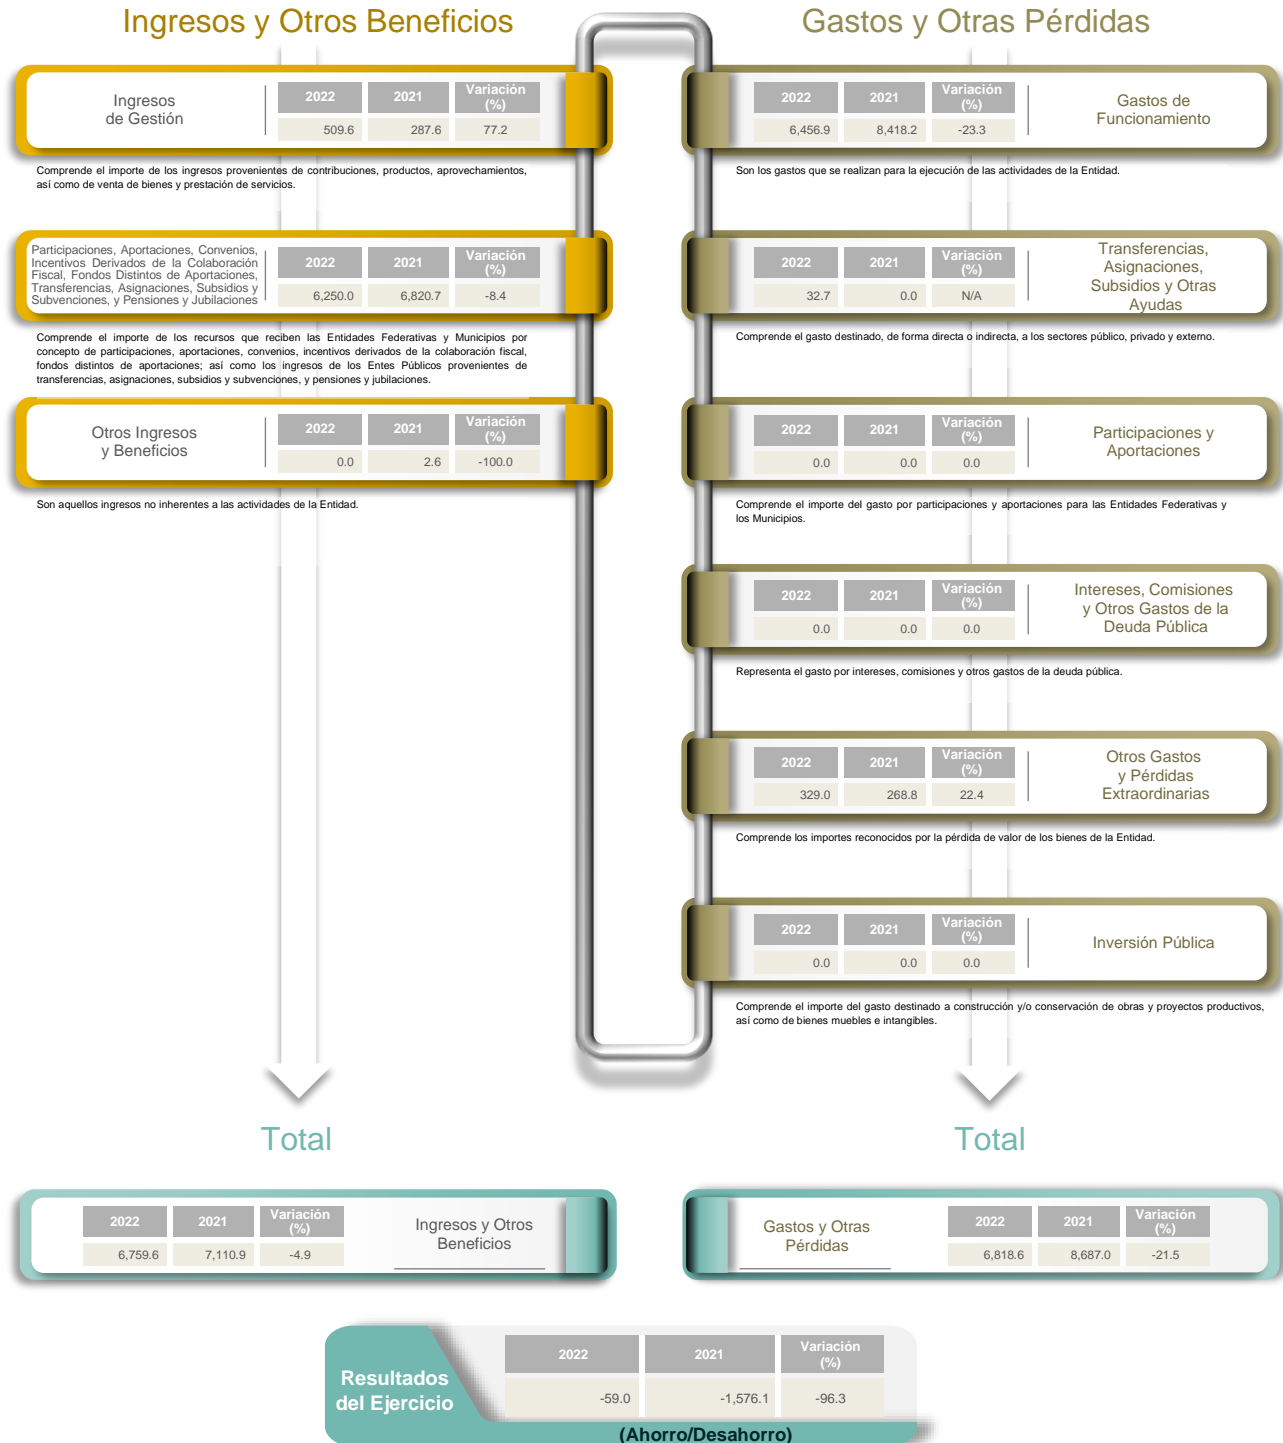 Ingresos y Otros Beneficios
Ingresos
de Gestión
2022 2021 Variación (%)
509.6 287.6 77.2
Comprende el importe de los ingresos provenientes de contribuciones, productos, aprovechamientos,
así como de venta de bienes y prestación de servicios.
Participaciones, Aportaciones, Convenios,
Incentivos Derivados de la Colaboración
Fiscal, Fondos Distintos de Aportaciones,
Transferencias, Asignaciones, Subsidios y
Subvenciones, y Pensiones y Jubilaciones
2022 2021 Variación (%)
6,250.0 6,820.7 -8.4
Comprende el importe de los recursos que reciben las Entidades Federativas y Municipios por
concepto de participaciones, aportaciones, convenios, incentivos derivados de la colaboración fiscal,
fondos distintos de aportaciones; así como los ingresos de los Entes Públicos provenientes de
transferencias, asignaciones, subsidios y subvenciones, y pensiones y jubilaciones.
Otros Ingresos
y Beneficios
2022 2021 Variación (%)
0.0 2.6 -100.0
Son aquellos ingresos no inherentes a las actividades de la Entidad.
Gastos y Otras Pérdidas
2022 2021 Variación (%)
6,456.9 8,418.2 -23.3
Gastos de
Funcionamiento
Son los gastos que se realizan para la ejecución de las actividades de la Entidad.
2022 2021 Variación (%)
32.7 0.0 N/A
Transferencias,
Asignaciones,
Subsidios y Otras
Ayudas
Comprende el gasto destinado, de forma directa o indirecta, a los sectores público, privado y externo.
2022 2021 Variación (%)
0.0 0.0 0.0
Participaciones y
Aportaciones
Comprende el importe del gasto por participaciones y aportaciones para las Entidades Federativas y
los Municipios.
2022 2021 Variación (%)
0.0 0.0 0.0
Intereses, Comisiones
y Otros Gastos de la
Deuda Pública
Representa el gasto por intereses, comisiones y otros gastos de la deuda pública.
2022 2021 Variación (%)
329.0 268.8 22.4
Otros Gastos
y Pérdidas
Extraordinarias
Comprende los importes reconocidos por la pérdida de valor de los bienes de la Entidad.
2022 2021 Variación (%)
0.0 0.0 0.0
Inversión Pública
Comprende el importe del gasto destinado a construcción y/o conservación de obras y proyectos productivos,
así como de bienes muebles e intangibles.
Total
2022 2021 Variación (%)
6,759.6 7,110.9 -4.9
Ingresos y Otros
Beneficios
Total
Gastos y Otras
Pérdidas
2022 2021 Variación (%)
6,818.6 8,687.0 -21.5
Resultados
del Ejercicio
2022 2021 Variación (%)
-59.0 -1,576.1 -96.3
(Ahorro/Desahorro)